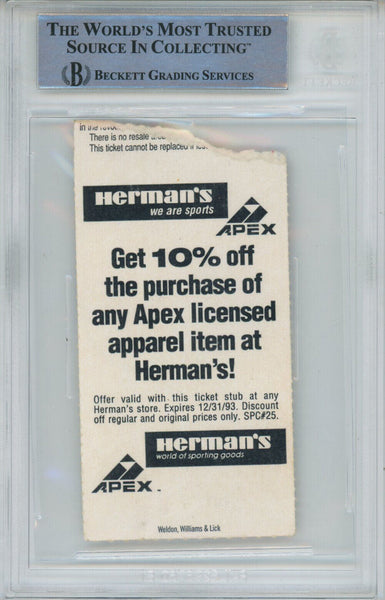 The World's Most Trusted
Source In Collecting™
B Beckett Grading Services
in the
There is no resale
This ticket cannot be replaced
Herman's
we are sports
APEX
Get 10% off
the purchase of
any Apex licensed
apparel item at
Herman's!
Offer valid with this ticket stub at any
Herman's store. Expires 12/31/93. Discount
off regular and original prices only. SPC#25.
Herman's
world of sporting goods
APEX™
Weldon, Williams & Lick